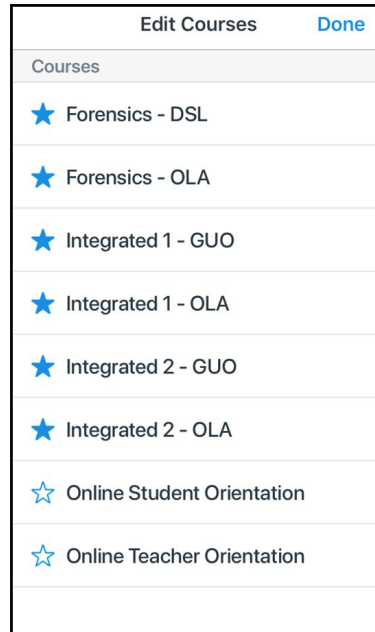 Edit Courses Done
Courses
Forensics - DSL
Forensics - OLA
Integrated 1 - GUO
Integrated 1 - OLA
Integrated 2 - GUO
Integrated 2 - OLA
Online Student Orientation
Online Teacher Orientation